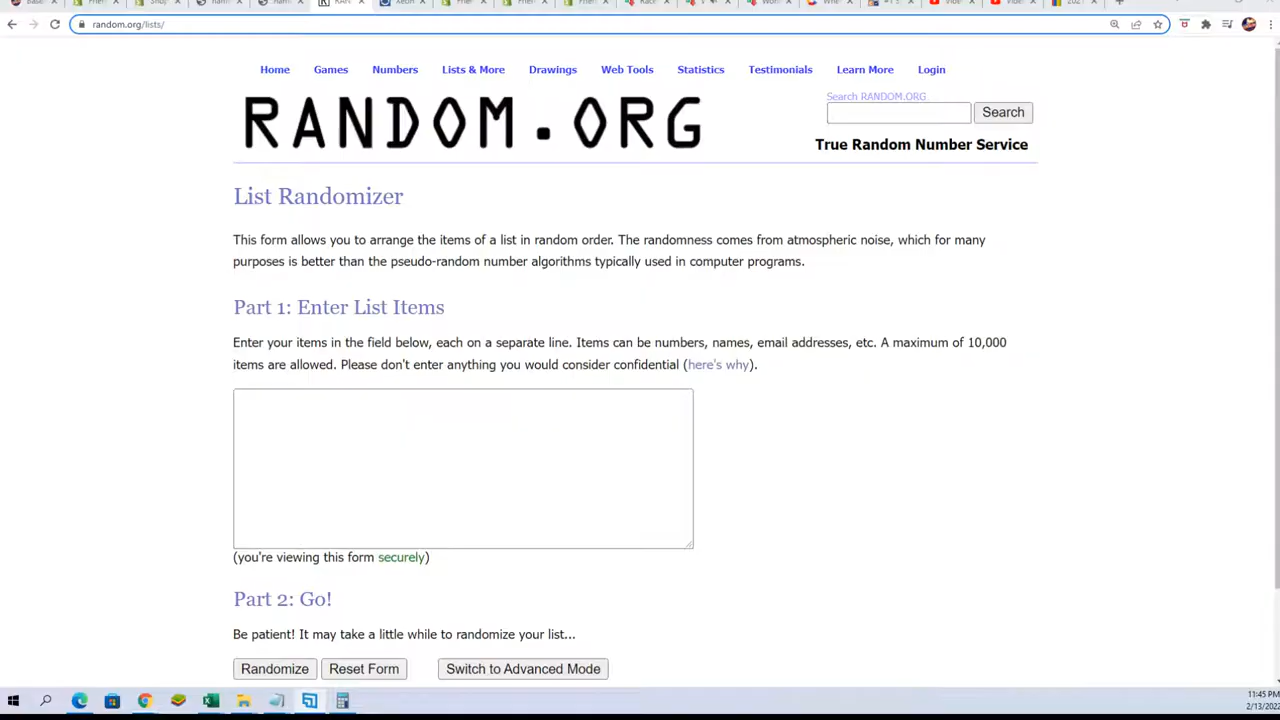 random.org/lists/
Home Games Numbers Lists & More Drawings Web Tools Statistics Testimonials Learn More Login
RANDOM.ORG
Search RANDOM.ORG
Search
True Random Number Service
List Randomizer
This form allows you to arrange the items of a list in random order. The randomness comes from atmospheric noise, which for many
purposes is better than the pseudo-random number algorithms typically used in computer programs.
Part 1: Enter List Items
Enter your items in the field below, each on a separate line. Items can be numbers, names, email addresses, etc. A maximum of 10,000
items are allowed. Please don't enter anything you would consider confidential (here's why).
(you're viewing this form securely)
Part 2: Go!
Be patient! It may take a little while to randomize your list...
Randomize Reset Form Switch to Advanced Mode
11:45 PM